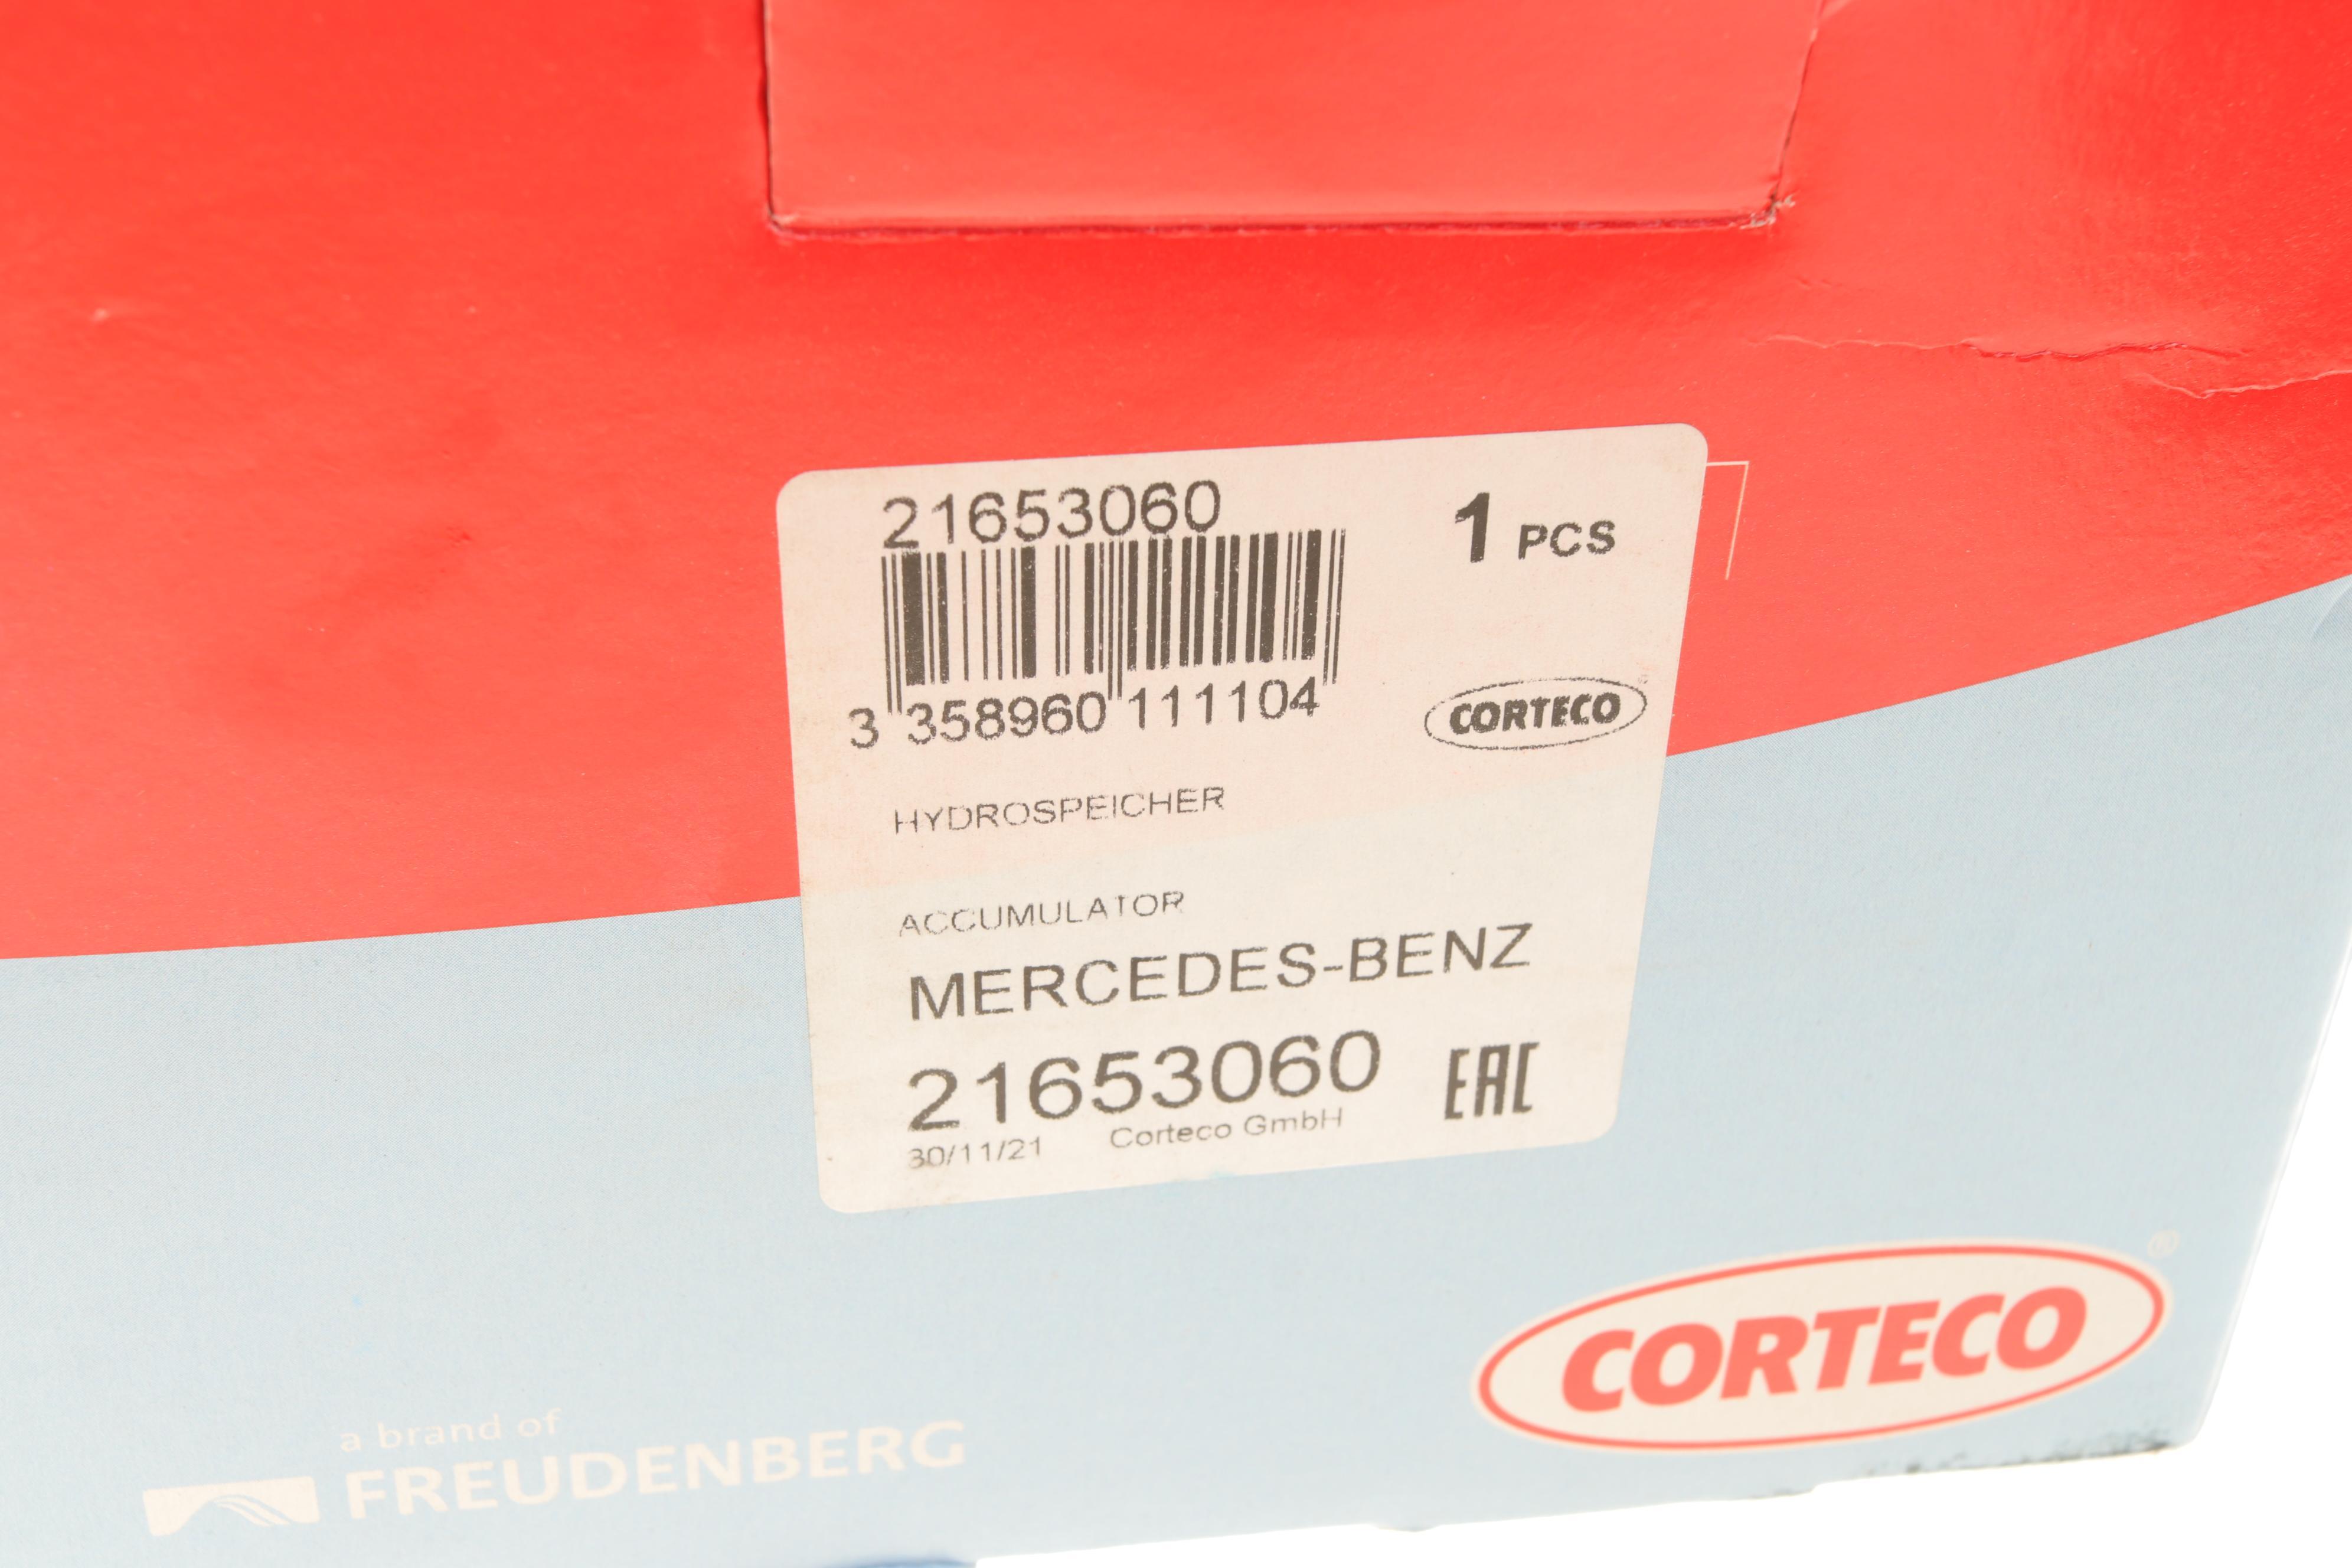 21653060
1 PCS
3 358960 111104
CORTECO
HYDROSPEICHER
ACCUMULATOR
MERCEDES-BENZ
21653060
EAC
30/11/21 Corteco GmbH
CORTECO®
a brand of
FREUDENBERG